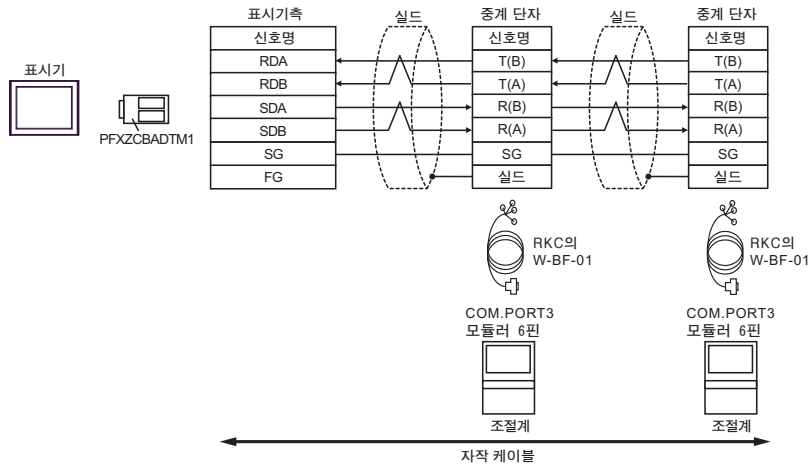 표시기측
실드
중계 단자
실드
중계 단자
신호명
신호명
신호명
RDA
T(B)
T(B)
표시기
RDB
T(A)
T(A)
SDA
R(B)
R(B)
SDB
R(A)
R(A)
PFXZCBADTM1
SG
SG
SG
FG
실드
실드
RKC의
W-BF-01
RKC의
W-BF-01
COM.PORT3
모듈러 6핀
COM.PORT3
모듈러 6핀
조절계
조절계
자작 케이블